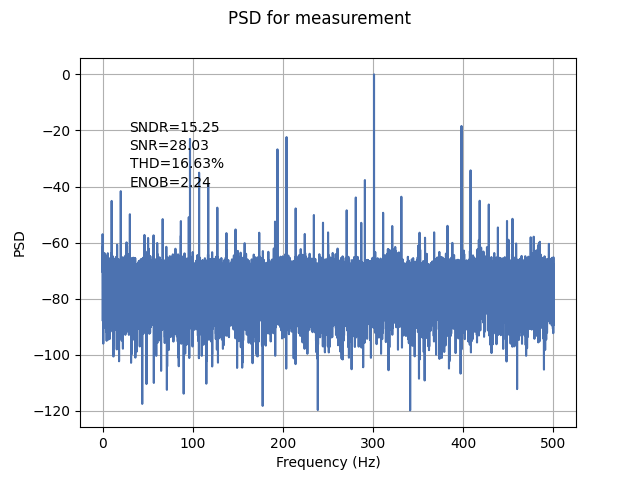 PSD for measurement
0
−20
−40
−60
−80
−100
−120
PSD
SNDR=15.25
SNR=28.03
THD=16.63%
ENOB=2.24
0
100
200
300
400
500
Frequency (Hz)